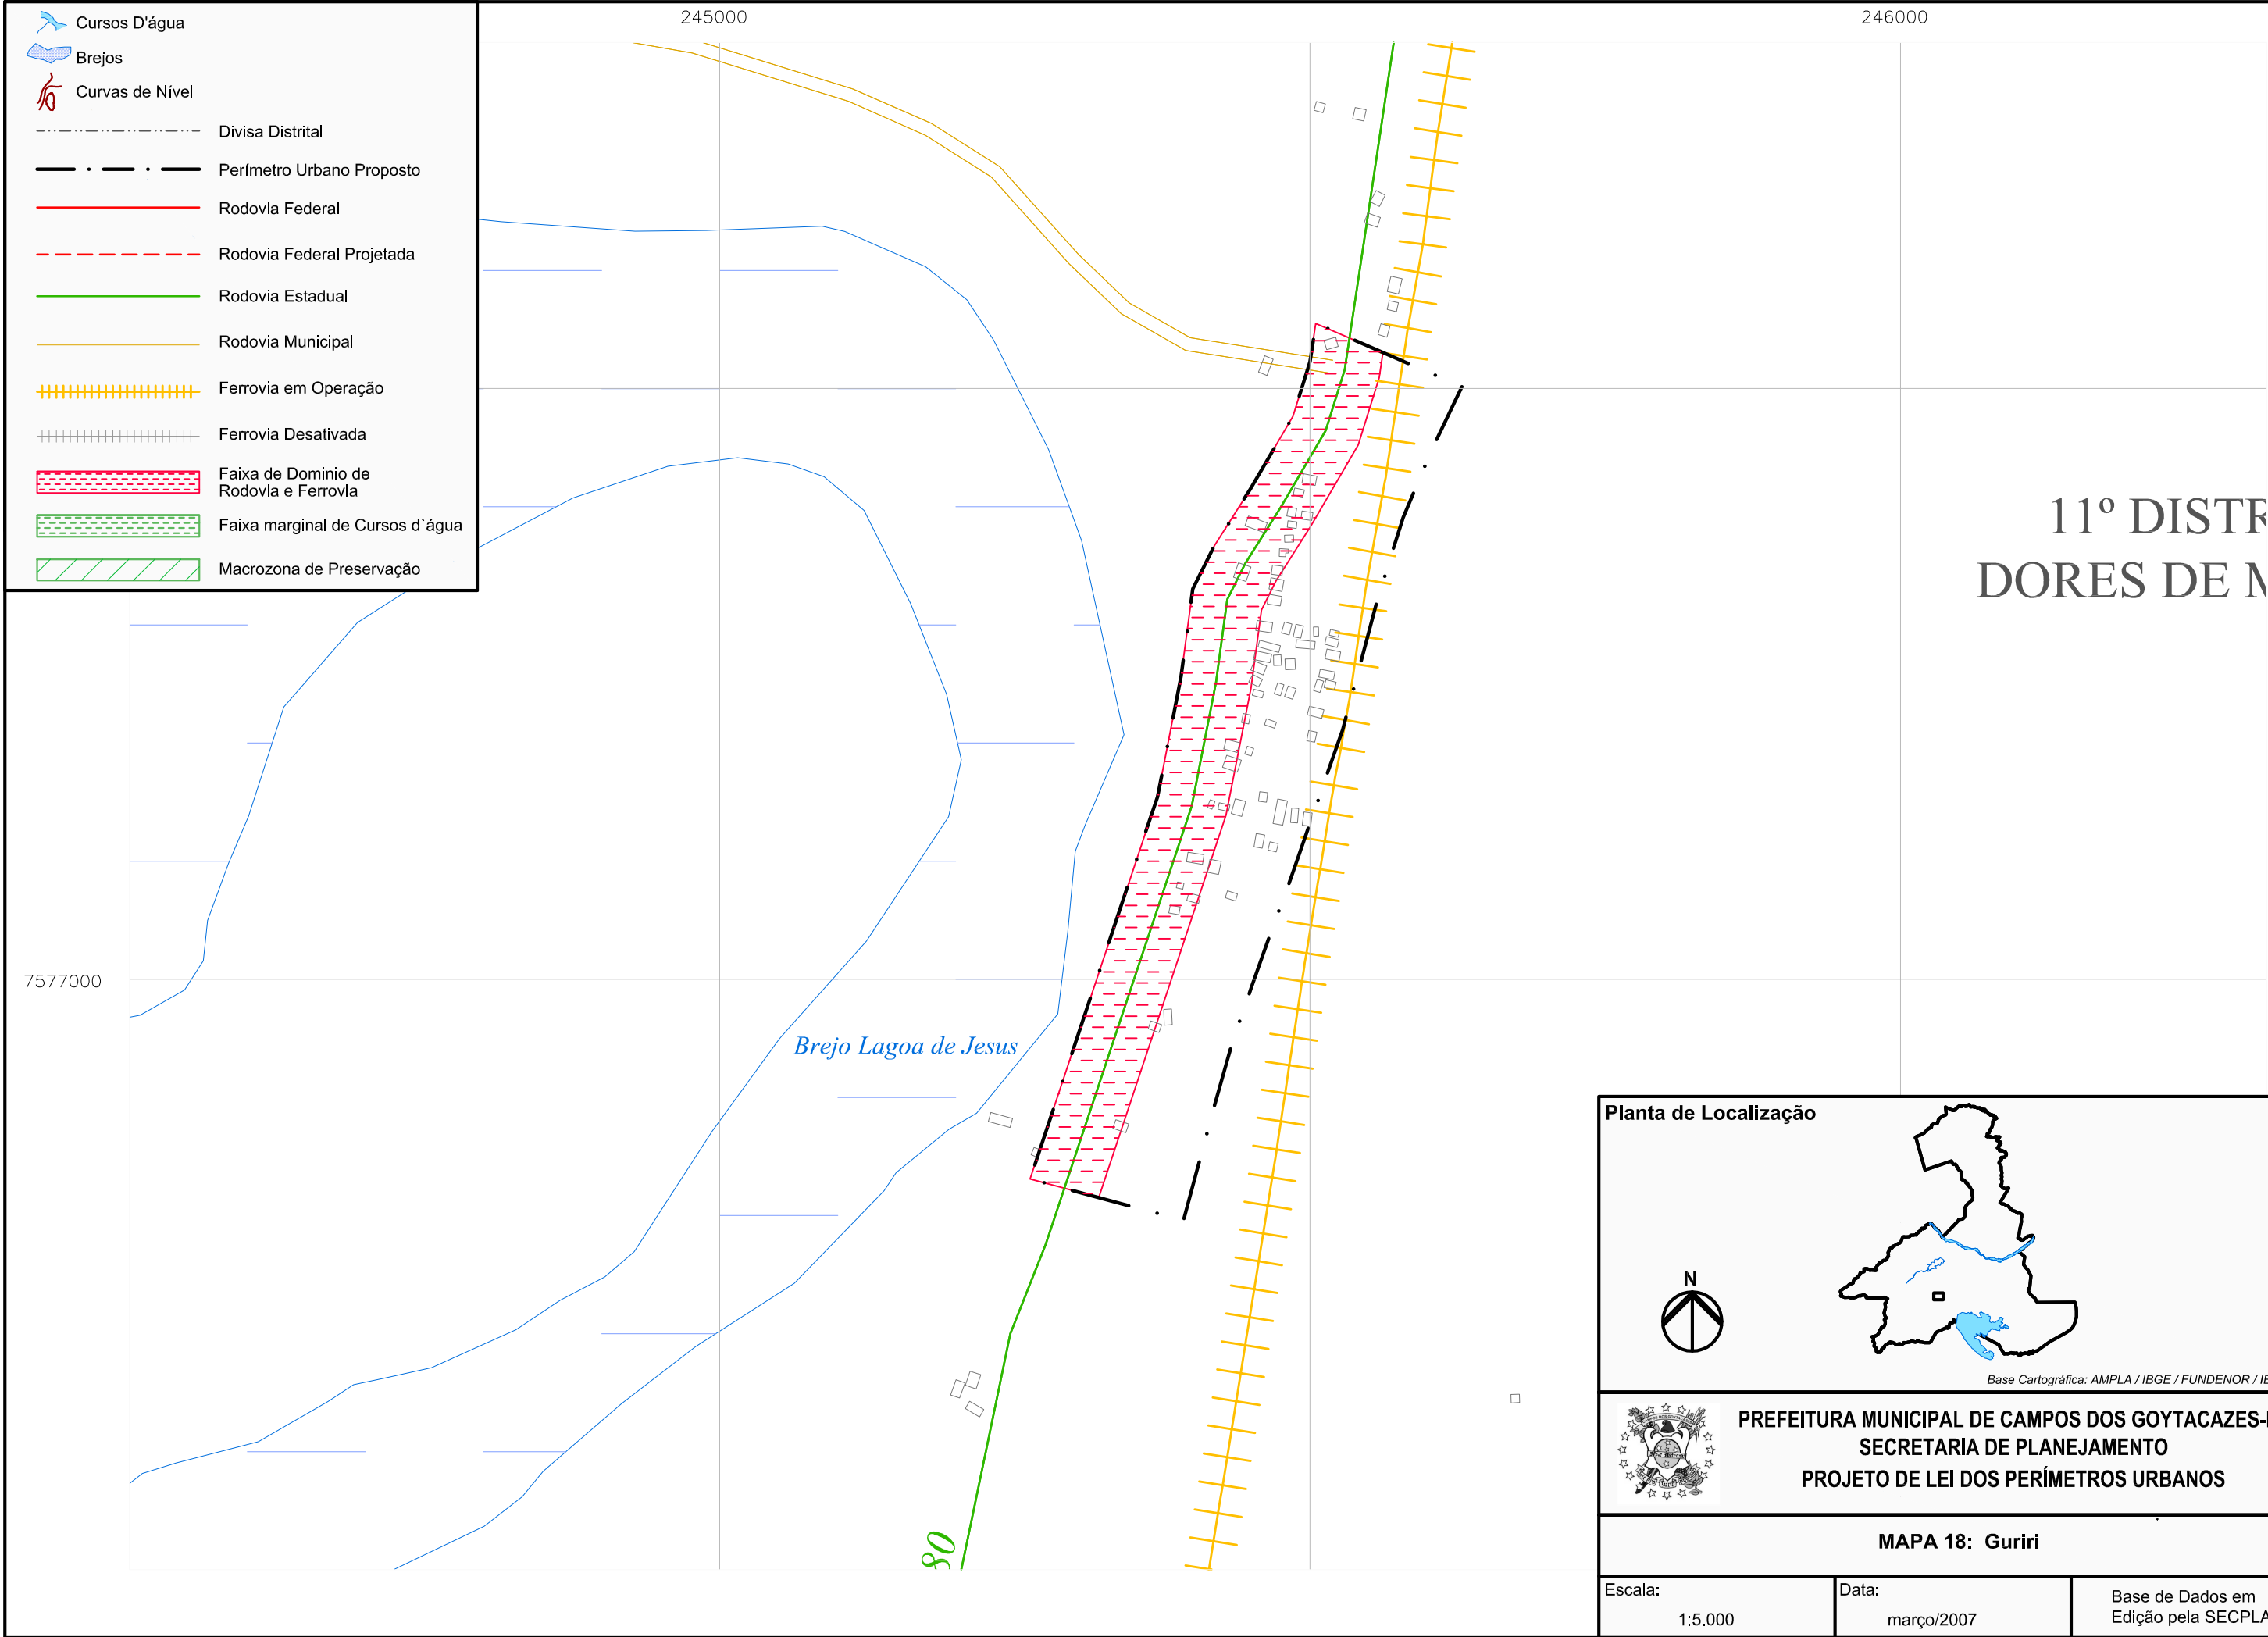 Cursos D'água
Brejos
Curvas de Nível
Divisa Distrital
Perímetro Urbano Proposto
Rodovia Federal
Rodovia Federal Projetada
Rodovia Estadual
Rodovia Municipal
Ferrovia em Operação
Ferrovia Desativada
Faixa de Dominio de
Rodovia e Ferrovia
Faixa marginal de Cursos d`água
Macrozona de Preservação
245000
246000
11º DISTR
DORES DE M
7577000
Brejo Lagoa de Jesus
80
Planta de Localização
N
Base Cartográfica: AMPLA / IBGE / FUNDENOR / IE
PREFEITURA MUNICIPAL DE CAMPOS DOS GOYTACAZES-
SECRETARIA DE PLANEJAMENTO
PROJETO DE LEI DOS PERÍMETROS URBANOS
MAPA 18: Guriri
Escala:
1:5.000
Data:
março/2007
Base de Dados em
Edição pela SECPLA